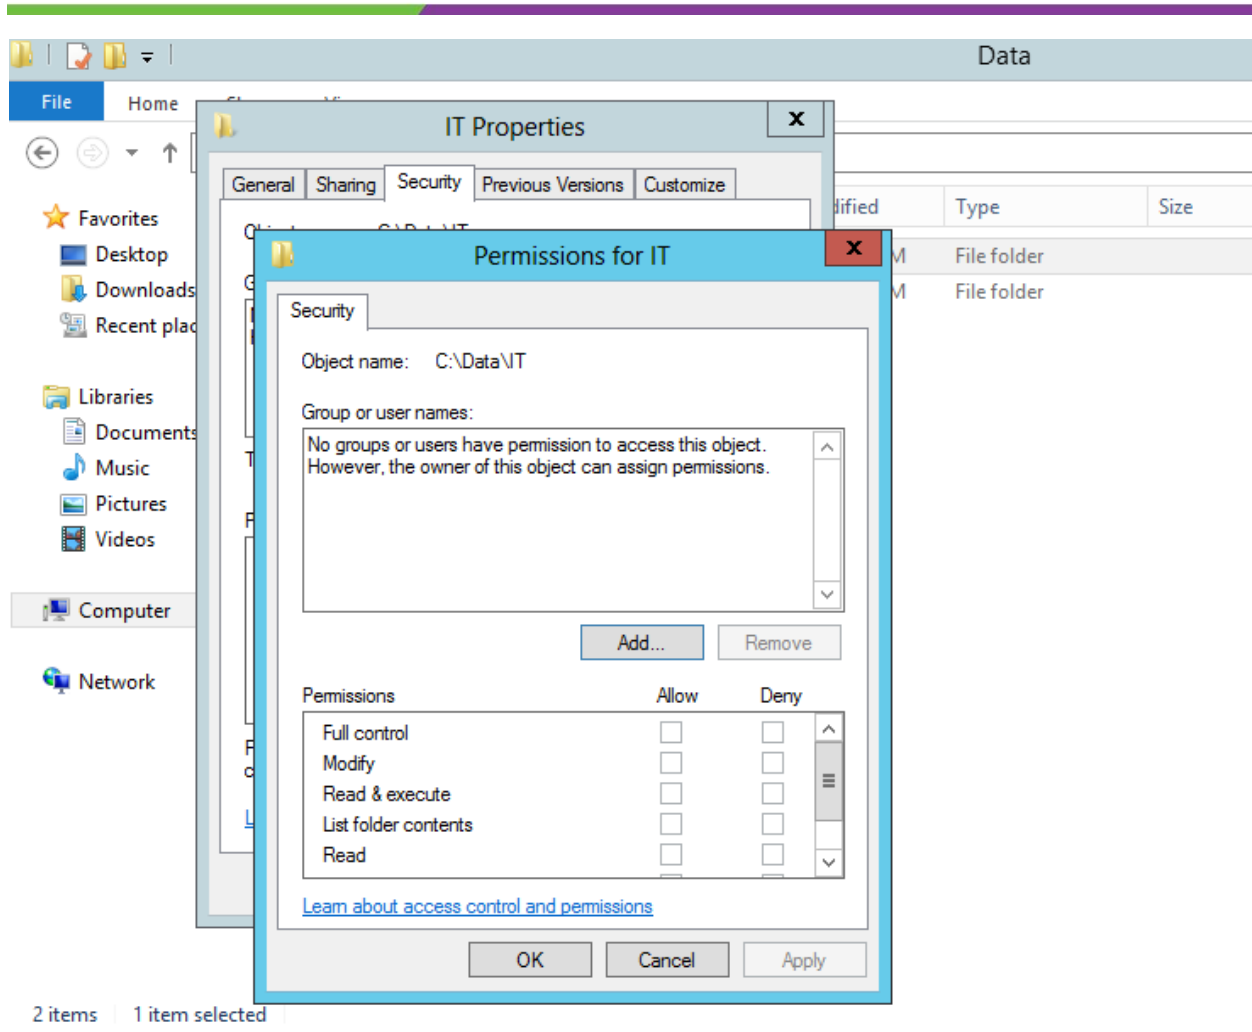 Data
File
Home
IT Properties
x
General
Sharing
Security
Previous Versions
Customize
Type
Size
Favorites
Desktop
Downloads
Recent plac
Libraries
Documents
Music
Pictures
Videos
Computer
Network
File folder
File folder
Permissions for IT
x
Security
Object name: C:\Data\IT
Group or user names:
No groups or users have permission to access this object.
However, the owner of this object can assign permissions.
Add...
Remove
Permissions Allow Deny
Full control
Modify
Read & execute
List folder contents
Read
Learn about access control and permissions
OK
Cancel
Apply
2 items
1 item selected